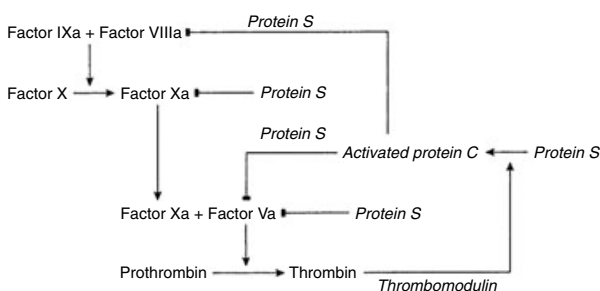 Protein S
Factor IXa + Factor VIIIa
Factor X
Factor Xa
Protein S
Protein S
Activated protein C
Protein S
Factor Xa + Factor Va
Protein S
Prothrombin
Thrombin
Thrombomodulin